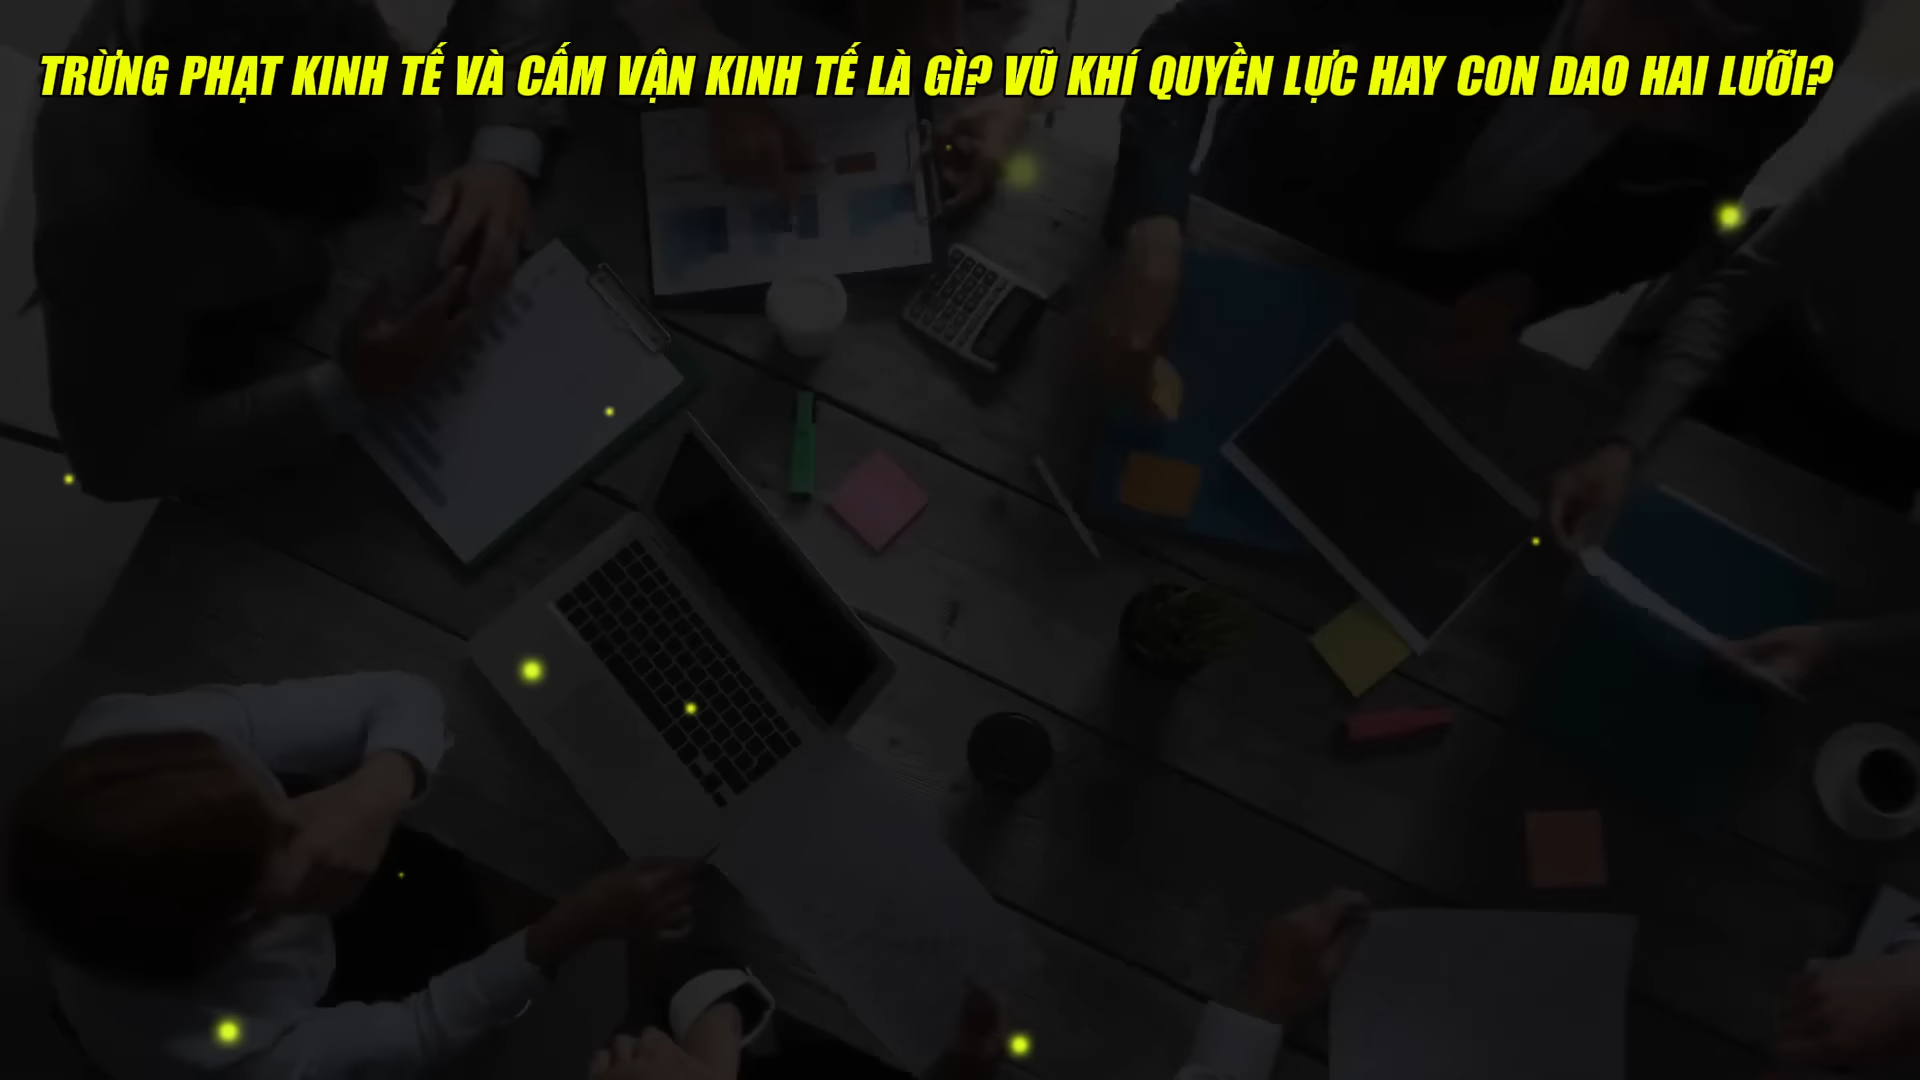 TRỪNG PHẠT KINH TẾ VÀ CẤM VẬN KINH TẾ LÀ GÌ? VŨ KHÍ QUYỀN LỰC HAY CON DAO HAI LƯỠI?